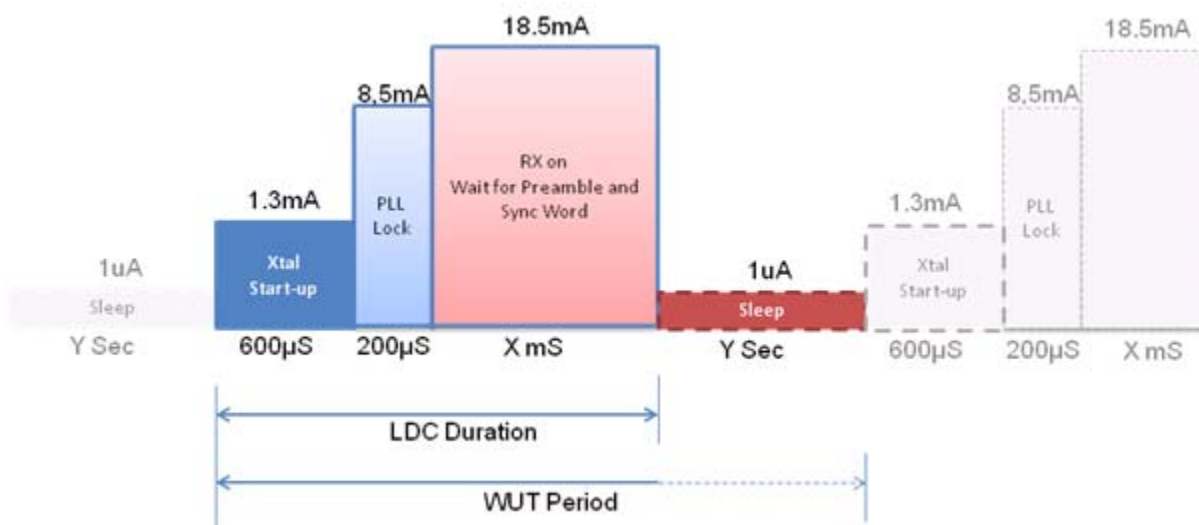 18.5mA
18.5mA
8,5mA
8,5mA
RX on
Wait for Preamble and
Sync Word
PLL
Lock
PLL
Lock
1.3mA
1.3mA
1uA
Xtal
Start-up
1uA
Xtal
Start-up
Sleep
Sleep
Y Sec
600µS
200µS
X mS
Y Sec
600µS
200µS
X mS
LDC Duration
WUT Period